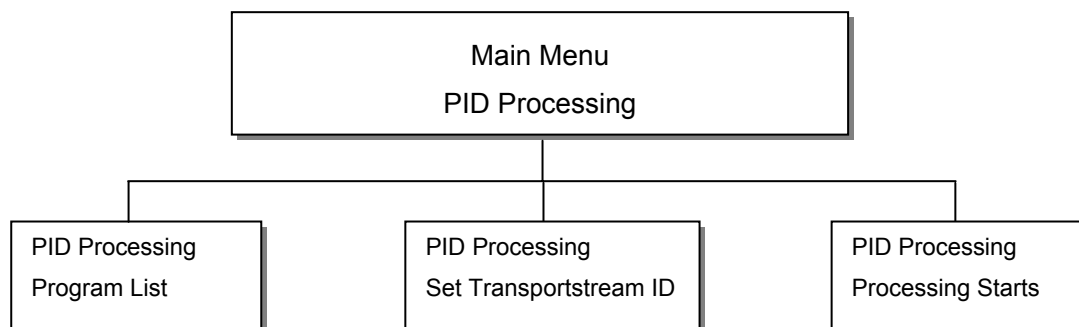 Main Menu
PID Processing
PID Processing
Program List
PID Processing
Set Transportstream ID
PID Processing
Processing Starts